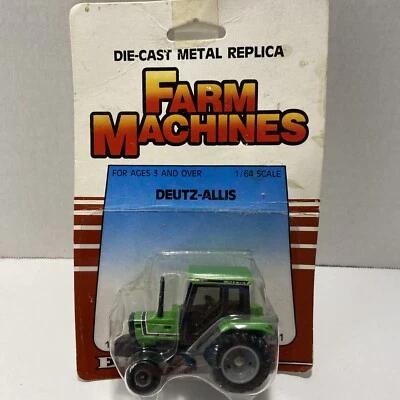 DIE-CAST METAL REPLICA
FARM
MACHINES
FOR AGES 3 AND OVER 1/64 SCALE
DEUTZ-ALLIS